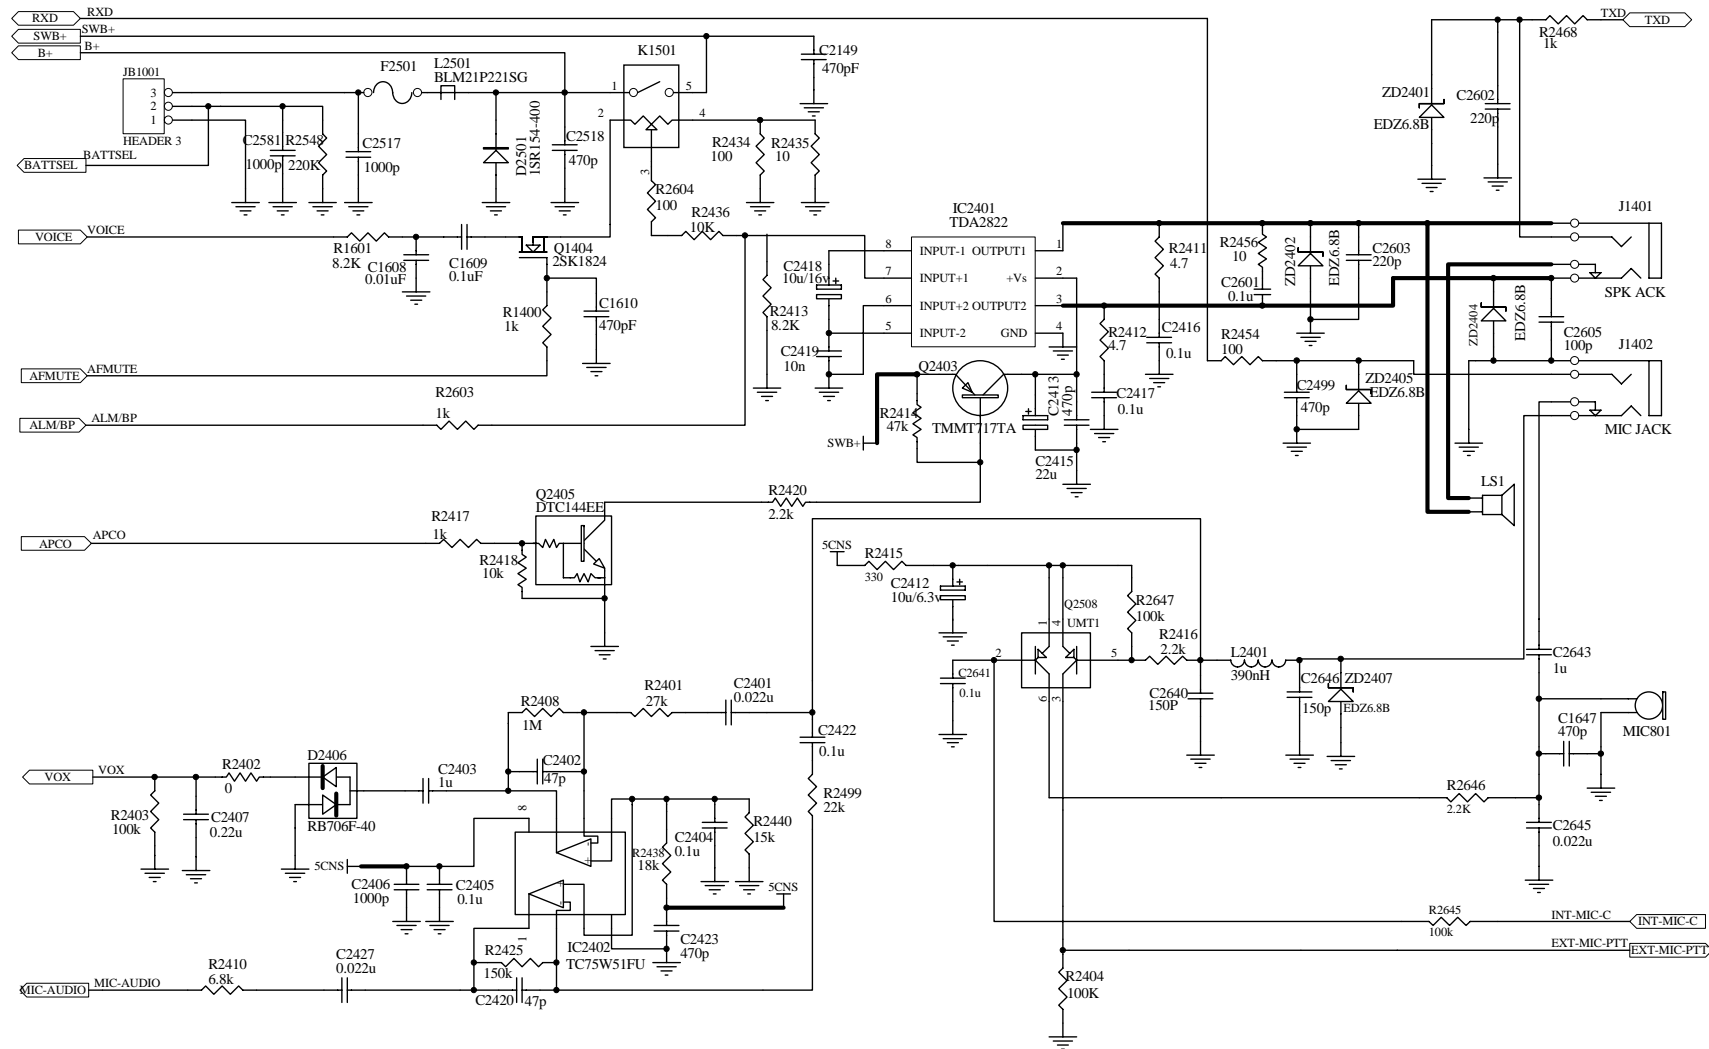 RXD RXD
SWB+ SWB+
B+ B+
TXD TXD
R2468
1k
JB1001
3
2
1
HEADER 3
F2501
L2501
BLM21P221SG
K1501
1
5
2
4
3
C2149
470pF
BATTSEL BATTSEL
C2581
1000p
R2548
220K
C2517
1000p
D2501
1SR154-400
C2518
470p
R2434
100
R2435
10
R2604
100
R2436
10K
ZD2401
EDZ6.8B
C2602
220p
VOICE VOICE
R1601
8.2K
C1608
0.01uF
C1609
0.1uF
Q1404
2SK1824
R1400
1k
C1610
470pF
AFMUTE AFMUTE
ALM/BP ALM/BP
R2603
1k
R2413
8.2K
C2418
10u/16v
+
C2419
10n
IC2401
TDA2822
8 INPUT-1 OUTPUT1 1
7 INPUT+1 +Vs 2
6 INPUT+2 OUTPUT2 3
5 INPUT-2 GND 4
R2411
4.7
R2456
10
C2601
0.1u
ZD2402
EDZ6.8B
C2603
220p
J1401
SPK ACK
R2412
4.7
C2416
0.1u
C2417
0.1u
R2454
100
ZD2404
EDZ6.8B
C2605
100p
J1402
MIC JACK
C2499
470p
ZD2405
EDZ6.8B
Q2403
TMMT717TA
R2414
47k
SWB+
+
C2413
470p
C2415
22u
LS1
Q2405
DTC144EE
R2420
2.2k
APCO APCO
R2417
1k
R2418
10k
5CNS
R2415
330
C2412
10u/6.3v
+
Q2508
UMT1
1
4
2
5
6
3
R2647
100k
R2416
2.2k
L2401
390nH
C2641
0.1u
C2640
150P
C2646
150p
ZD2407
EDZ6.8B
C2643
1u
C1647
470p
MIC801
R2408
1M
R2401
27k
C2401
0.022u
C2402
47p
C2422
0.1u
R2499
22k
VOX VOX
R2402
0
R2403
100k
C2407
0.22u
D2406
RB706F-40
C2403
1u
8
1
5CNS
C2406
1000p
C2405
0.1u
R2438
18k
C2404
0.1u
R2440
15k
5CNS
C2423
470p
IC2402
TC75W51FU
R2425
150k
C2420
47p
R2646
2.2K
C2645
0.022u
R2645
100k
INT-MIC-C INT-MIC-C
EXT-MIC-PTT EXT-MIC-PTT
R2404
100K
MIC-AUDIO MIC-AUDIO
R2410
6.8k
C2427
0.022u